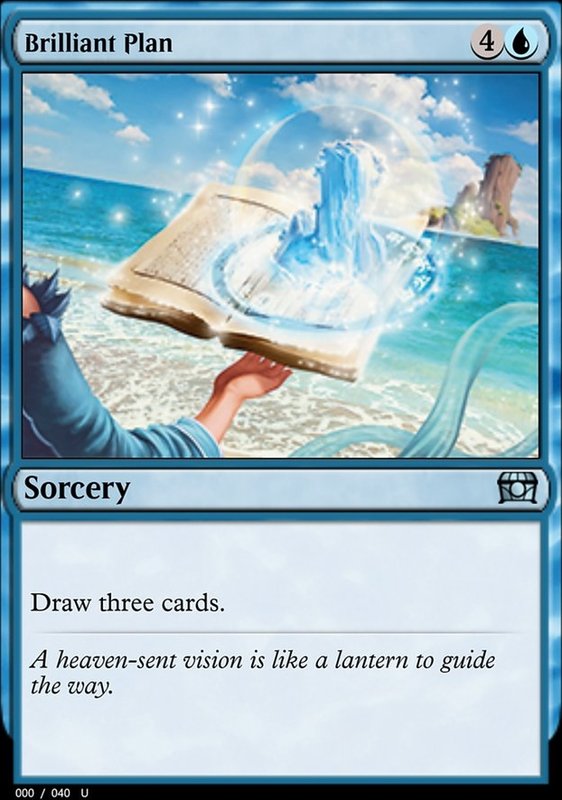 Brilliant Plan 4
Sorcery
Draw three cards.
A heaven-sent vision is like a lantern to guide
the way.
000 / 040 U